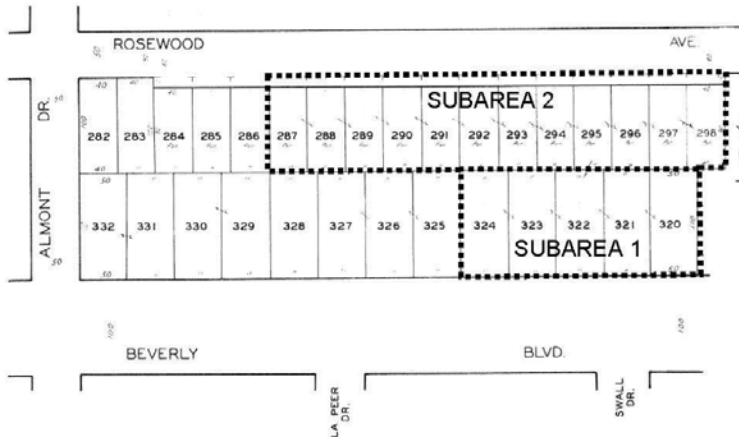 ROSEWOOD AVE.
SUBAREA 2
282 283 284 285 286 287 288 289 290 291 292 293 294 295 296 297 298
ALMONT DR.
332 331 330 329 328 327 326 325 324 323 322 321 320
SUBAREA 1
100 100
BEVERLY BLVD.
LA PEER DR.
SWALL DR.